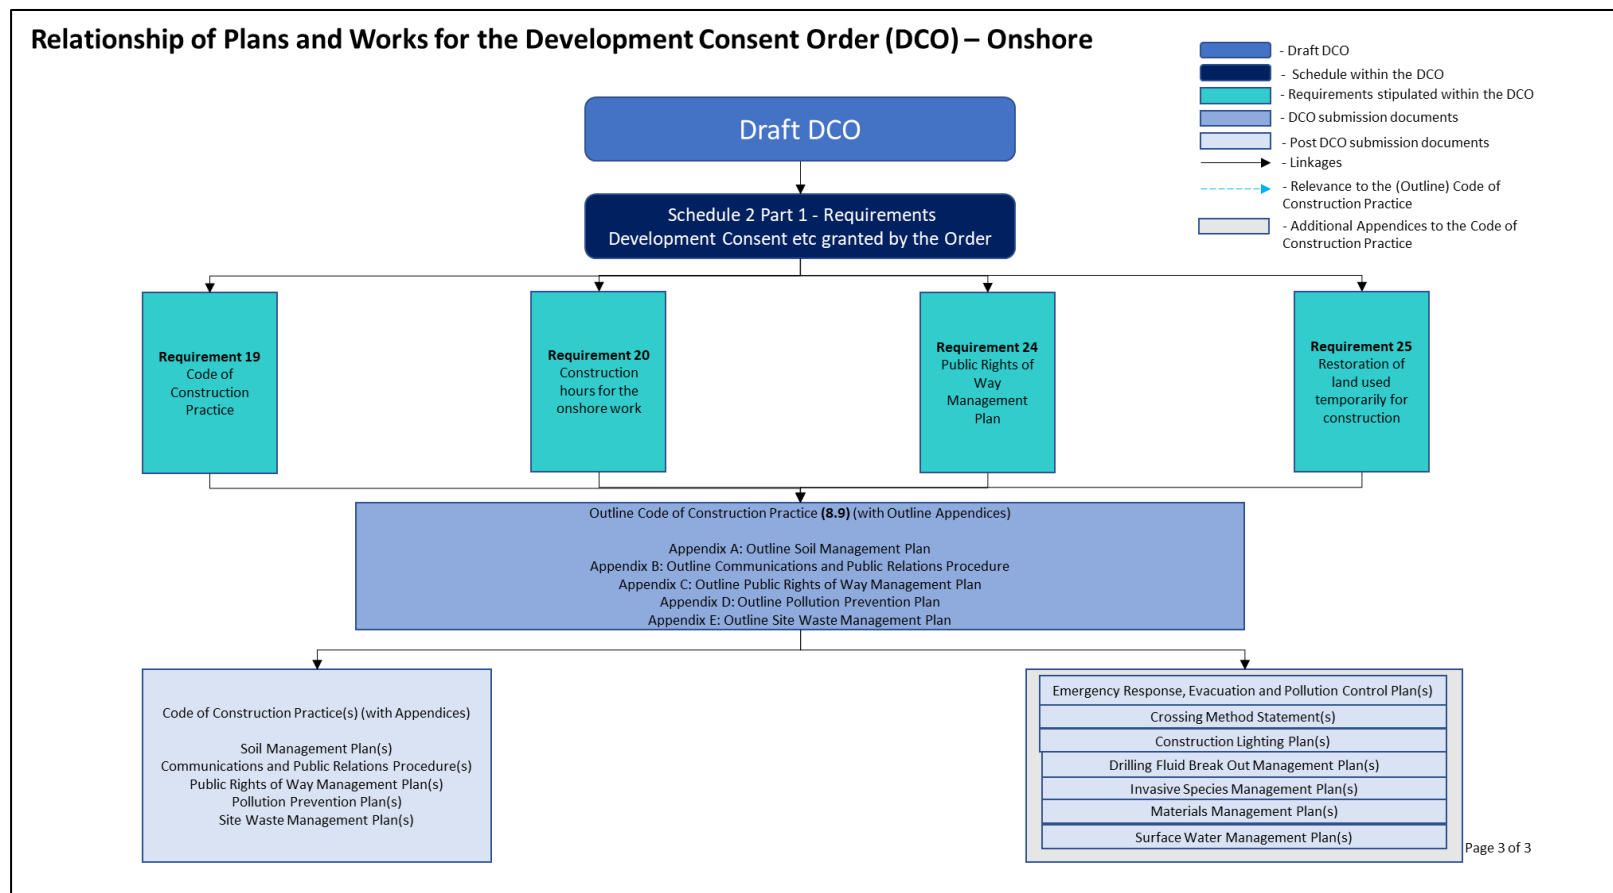 Relationship of Plans and Works for the Development Consent Order (DCO) – Onshore
- Draft DCO
- Schedule within the DCO
- Requirements stipulated within the DCO
- DCO submission documents
- Post DCO submission documents
- Linkages
- Relevance to the (Outline) Code of
Construction Practice
- Additional Appendices to the Code of
Construction Practice
Draft DCO
Schedule 2 Part 1 - Requirements
Development Consent etc granted by the Order
Requirement 19
Code of
Construction
Practice
Requirement 20
Construction
hours for the
onshore work
Requirement 24
Public Rights of
Way
Management
Plan
Requirement 25
Restoration of
land used
temporarily for
construction
Outline Code of Construction Practice (8.9) (with Outline Appendices)
Appendix A: Outline Soil Management Plan
Appendix B: Outline Communications and Public Relations Procedure
Appendix C: Outline Public Rights of Way Management Plan
Appendix D: Outline Pollution Prevention Plan
Appendix E: Outline Site Waste Management Plan
Code of Construction Practice(s) (with Appendices)
Soil Management Plan(s)
Communications and Public Relations Procedure(s)
Public Rights of Way Management Plan(s)
Pollution Prevention Plan(s)
Site Waste Management Plan(s)
Emergency Response, Evacuation and Pollution Control Plan(s)
Crossing Method Statement(s)
Construction Lighting Plan(s)
Drilling Fluid Break Out Management Plan(s)
Invasive Species Management Plan(s)
Materials Management Plan(s)
Surface Water Management Plan(s)
Page 3 of 3